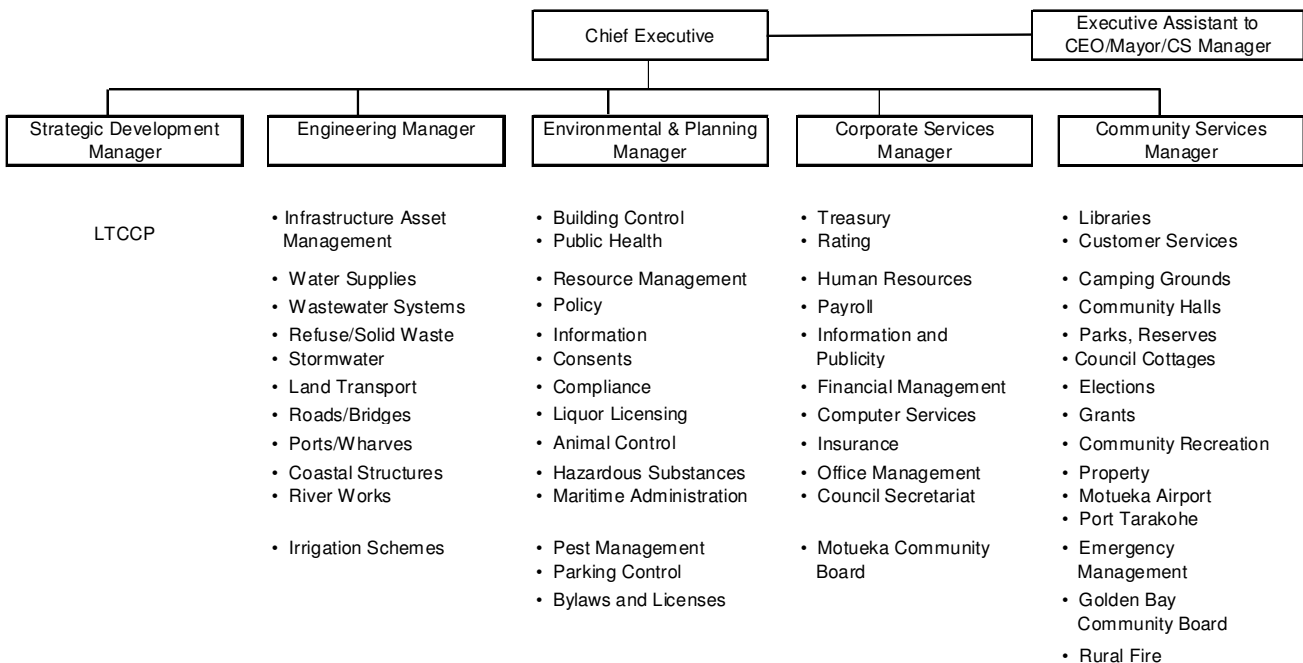 Chief Executive
Executive Assistant to
CEO/Mayor/CS Manager
Strategic Development
Manager
Engineering Manager
Environmental & Planning
Manager
Corporate Services
Manager
Community Services
Manager
LTCCP
• Infrastructure Asset
Management
• Water Supplies
• Wastewater Systems
• Refuse/Solid Waste
• Stormwater
• Land Transport
• Roads/Bridges
• Ports/Wharves
• Coastal Structures
• River Works
• Irrigation Schemes
• Building Control
• Public Health
• Resource Management
• Policy
• Information
• Consents
• Compliance
• Liquor Licensing
• Animal Control
• Hazardous Substances
• Maritime Administration
• Pest Management
• Parking Control
• Bylaws and Licenses
• Treasury
• Rating
• Human Resources
• Payroll
• Information and
Publicity
• Financial Management
• Computer Services
• Insurance
• Office Management
• Council Secretariat
• Motueka Community
Board
• Libraries
• Customer Services
• Camping Grounds
• Community Halls
• Parks, Reserves
• Council Cottages
• Elections
• Grants
• Community Recreation
• Property
• Motueka Airport
• Port Tarakohe
• Emergency
Management
• Golden Bay
Community Board
• Rural Fire